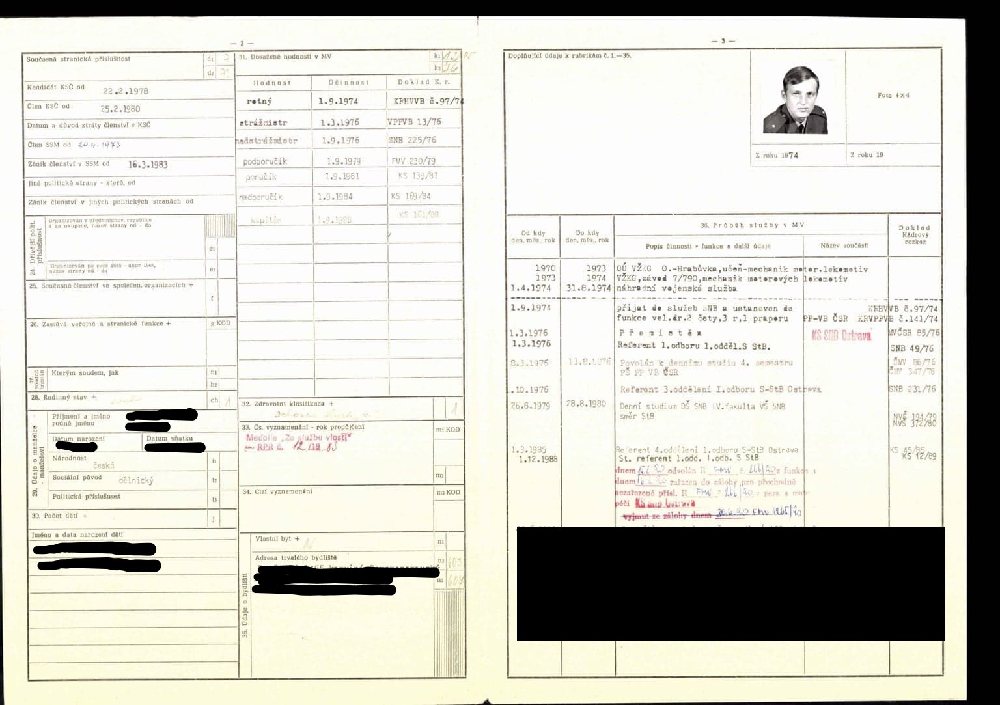 — 2 —
Současná stranická příslušnost
d1
d2
Kandidát KSČ od 22.2.1978
Člen KSČ od 25.2.1980
Datum a důvod ztráty členství v KSČ
Člen SSM od 20.4.1973
Zánik členství v SSM od 16.3.1983
Jiné politické strany - které, od
Zánik členství v jiných politických stranách od
24. Dřívější polit. příslušnost
Organizován v předmnichov. republice
a za okupace, název strany od - do
e1
Organizován po roce 1945 - únor 1948,
název strany od - do
e2
25. Současné členství ve společen. organizacích +
f
26. Zastává veřejné a stranické funkce +
g KOD
27. Soudně trestán
Kterým soudem, jak
h1
h2
28. Rodinný stav +
ch 1
29. Údaje o manželce - manželovi
Příjmení a jméno
rodné jméno
Datum narození
Datum sňatku
Národnost
česká
i1
Sociální původ dělnický
i2
Politická příslušnost
i3
30. Počet dětí +
j
Jméno a data narození dětí
31. Dosažené hodnosti v MV
k1
k2 36
Hodnost Účinnost Doklad K. r.
rotný 1.9.1974 KRHVVB č.97/74
strážmistr 1.3.1976 VPPVB 13/76
nadstrážmistr 1.9.1976 SNB 225/76
podporučík 1.9.1979 FMV 230/79
poručík 1.9.1981 KS 139/81
nadporučík 1.9.1984 KS 169/84
kapitán 1.9.1988 KS 161/88
32. Zdravotní klasifikace +
1
33. Čs. vyznamenání - rok propůjčení
m1 KOD
Medaile „Za službu vlasti"
— RPR č. 12/1983
m2
34. Cizí vyznamenání
m3 KOD
35. Údaje o bydlišti
Vlastní byt +
n1
Adresa trvalého bydliště
n2 603
n3 607
— 3 —
Doplňující údaje k rubrikám č. 1.—35.
Foto 4×4
Z roku 1974
Z roku 19
Od kdy
den, měs., rok
Do kdy
den, měs., rok
36. Průběh služby v MV
Popis činnosti - funkce a další údaje
Název součásti
Doklad
Kádrový
rozkaz
1970 1973 OÚ VŽKG O.-Hrabůvka,učeň-mechanik motor.lokomotiv
1973 1974 VŽKG,závod 7/790,mechanik motorových lokomotiv
1.4.1974 31.8.1974 náhradní vojenská služba
1.9.1974 přijat do služeb SNB a ustanoven do KRHVVB č.97/74
funkce vel.dr.2 čety,3 r,1 praporu PP-VB ČSR KRVPPVB č.141/74
1.3.1976 Přemístěn KS SNB Ostrava MVČSR 85/76
1.3.1976 Referent 1.odboru 1.odděl.S StB. SNB 49/76
8.3.1976 13.8.1976 Povolán k dennímu studiu 4. semestru ČMV 86/76
PŠ PP VB ČSR ČMV 347/76
1.10.1976 Referent 3.oddělení I.odboru S-StB Ostrava SNB 231/76
26.8.1979 28.8.1980 Denní studium DŠ SNB IV.fakulta VŠ SNB
směr StB NVŠ 194/79
NVŠ 372/80
1.3.1985 Referent 4.oddělení 1.odboru S-StB Ostrava KS 45/85
1.12.1988 St. referent 1.odd. 1.odb. S StB KS 12/89
dnem 15.2.90 odvolán R FMV č. 266/90 z funkce a
dnem 16.2.90 zařazen do zálohy pro přechodně
nezařazené přísl. R FMV č. 266/90 v pers. a mater
péči KS SNB Ostrava
vyjmut ze zálohy dnem 30.6.90 FMV 1265/90